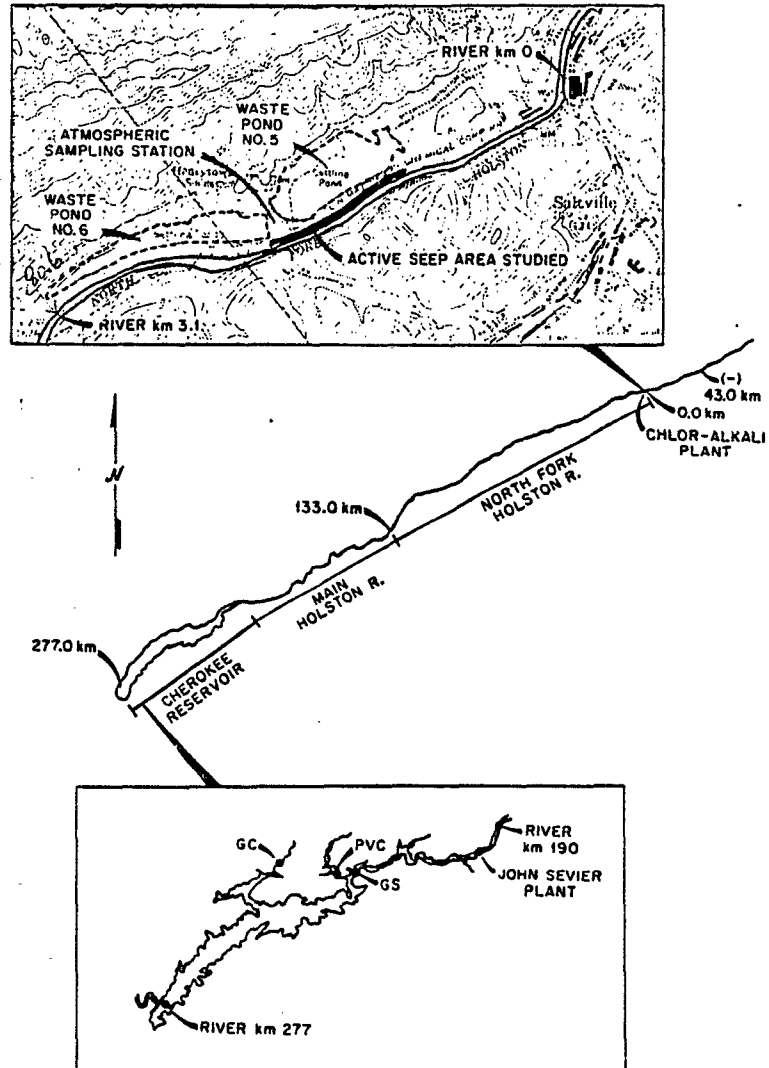 RIVER km 0
WASTE
POND
NO. 5
ATMOSPHERIC
SAMPLING STATION
WASTE
POND
NO. 6
HOLSTON
Saltville
ACTIVE SEEP AREA STUDIED
NORTH
FORK
RIVER km 3.1
(-)
43.0 km
0.0 km
CHLOR-ALKALI
PLANT
N
NORTH FORK
HOLSTON R.
133.0 km
MAIN
HOLSTON R.
277.0 km
CHEROKEE
RESERVOIR
GC
PVC
GS
RIVER
km 190
JOHN SEVIER
PLANT
RIVER km 277